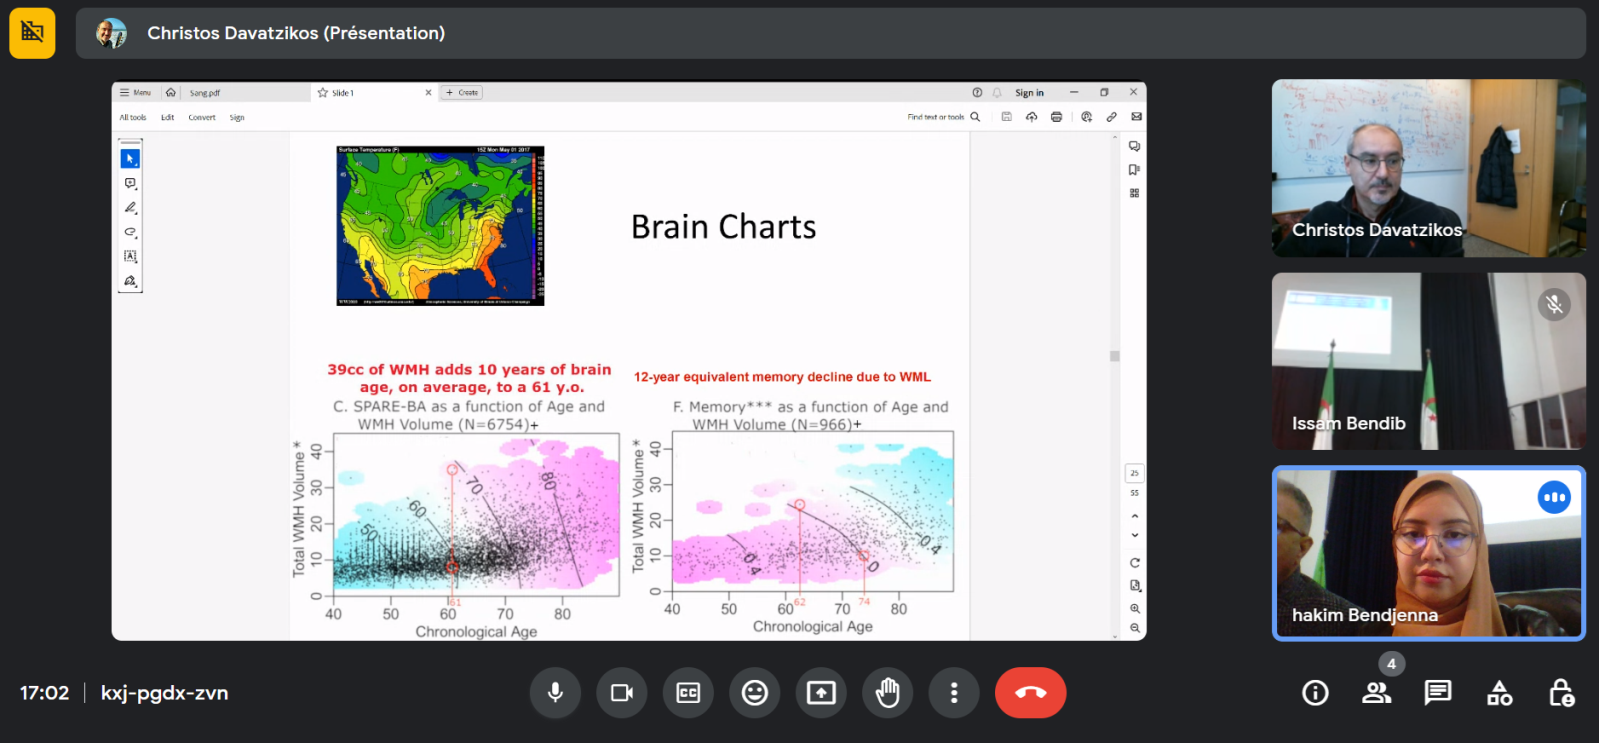 Christos Davatzikos (Présentation)
Menu
Sang.pdf
Slide 1
Create
Sign in
All tools
Edit
Convert
Sign
Find text or tools
Surface Temperature (F)
15Z Mon May 01 2017
Brain Charts
39cc of WMH adds 10 years of brain
age, on average, to a 61 y.o.
12-year equivalent memory decline due to WML
C. SPARE-BA as a function of Age and
WMH Volume (N=6754)+
F. Memory*** as a function of Age and
WMH Volume (N=966)+
Total WMH Volume*
40
30
20
10
0
50
60
70
80
40
50
60
61
70
80
Chronological Age
Total WMH Volume*
40
30
20
10
0
0.4
0
-0.4
40
50
60
62
70
74
80
Chronological Age
25
55
Christos Davatzikos
Issam Bendib
hakim Bendjenna
17:02
kxj-pgdx-zvn
CC
4